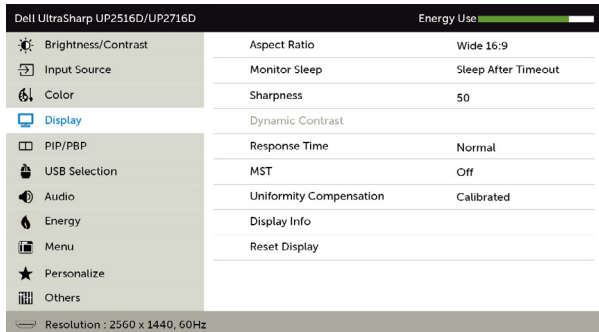 Dell UltraSharp UP2516D/UP2716D Energy Use
Brightness/Contrast Aspect Ratio Wide 16:9
Input Source Monitor Sleep Sleep After Timeout
Color Sharpness 50
Display Dynamic Contrast
PIP/PBP Response Time Normal
USB Selection MST Off
Audio Uniformity Compensation Calibrated
Energy Display Info
Menu Reset Display
Personalize
Others
Resolution : 2560 x 1440, 60Hz